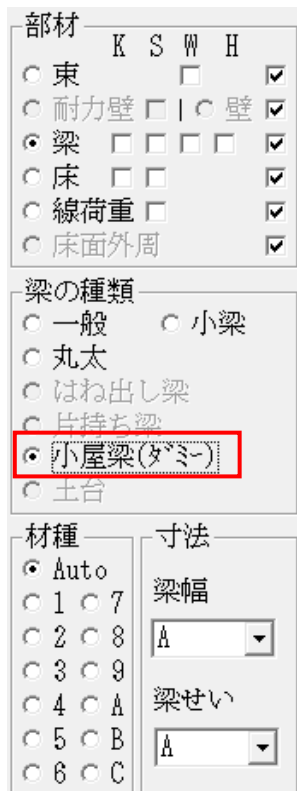 部材
K S W H
束
耐力壁 | 壁
梁
床
線荷重
床面外周
梁の種類
一般 小梁
丸太
はね出し梁
片持ち梁
小屋梁(ﾀﾞﾐｰ)
土台
材種
Auto
1 7
2 8
3 9
4 A
5 B
6 C
寸法
梁幅
A
梁せい
A